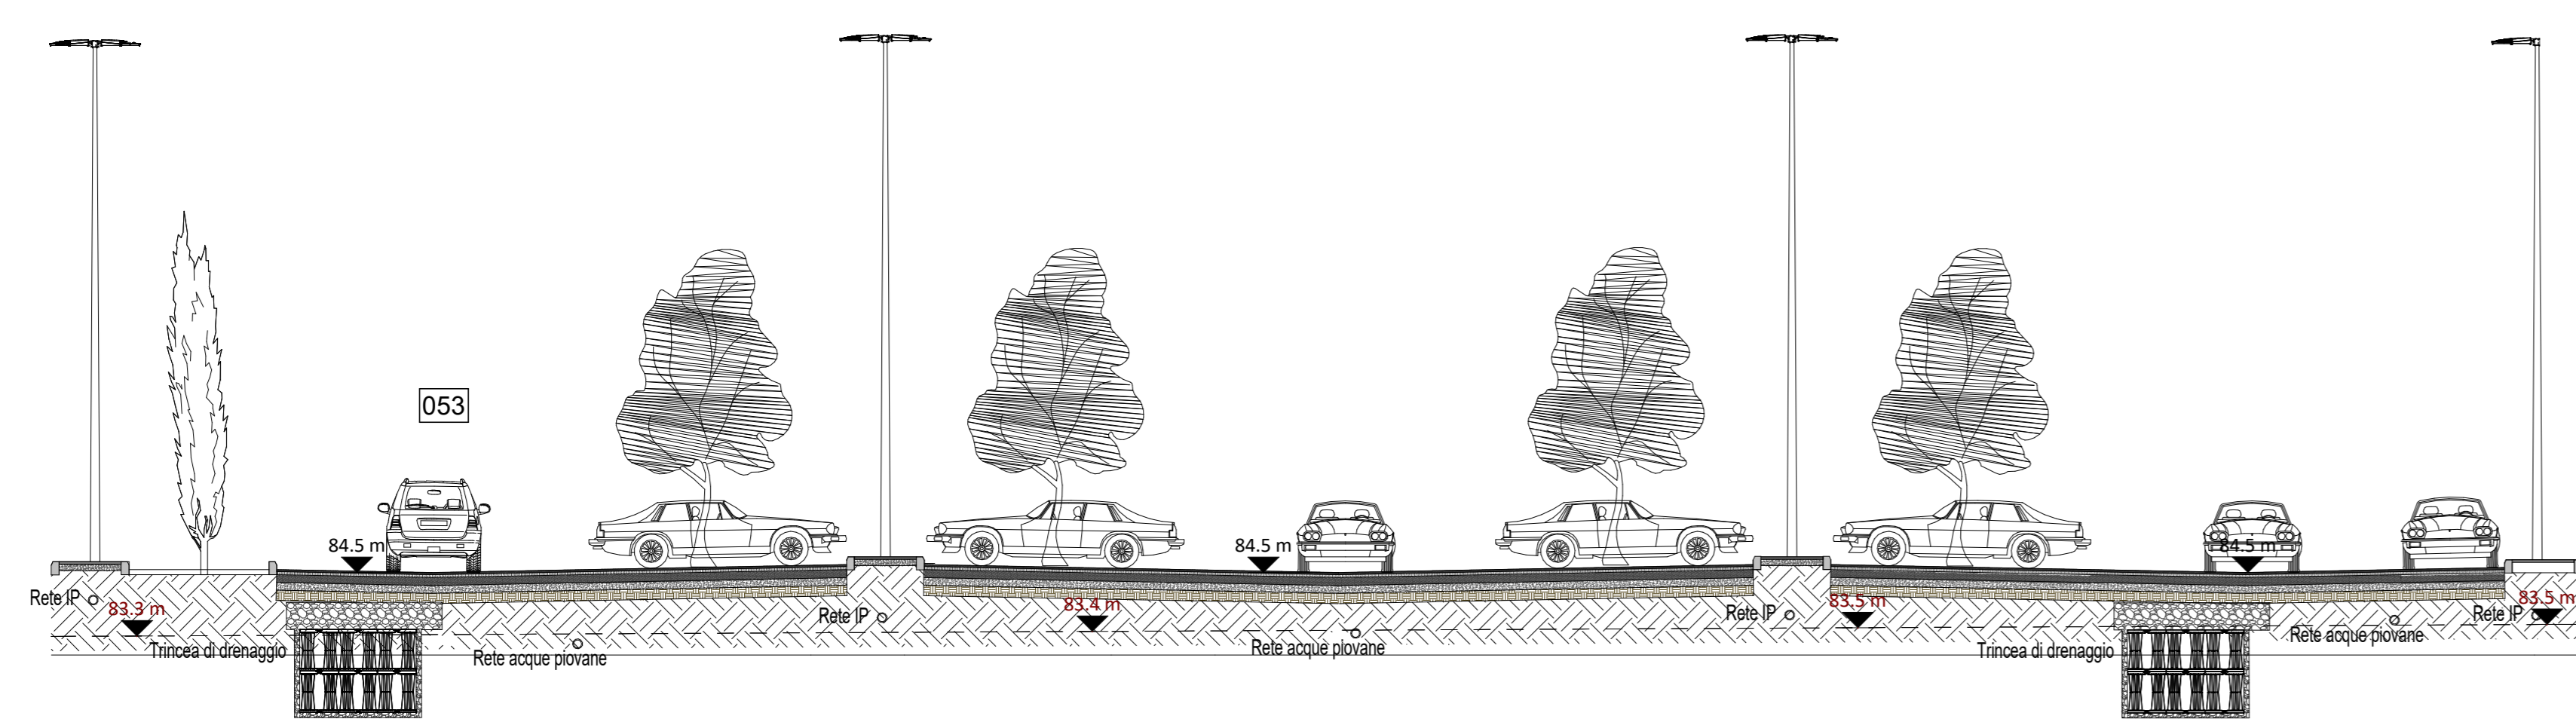 053
84.5 m
84.5 m
84.5 m
Rete IP
83.3 m
Rete IP
83.4 m
Rete IP
83.5 m
Rete IP
83.5 m
Trincea di drenaggio
Rete acque piovane
Rete acque piovane
Trincea di drenaggio
Rete acque piovane